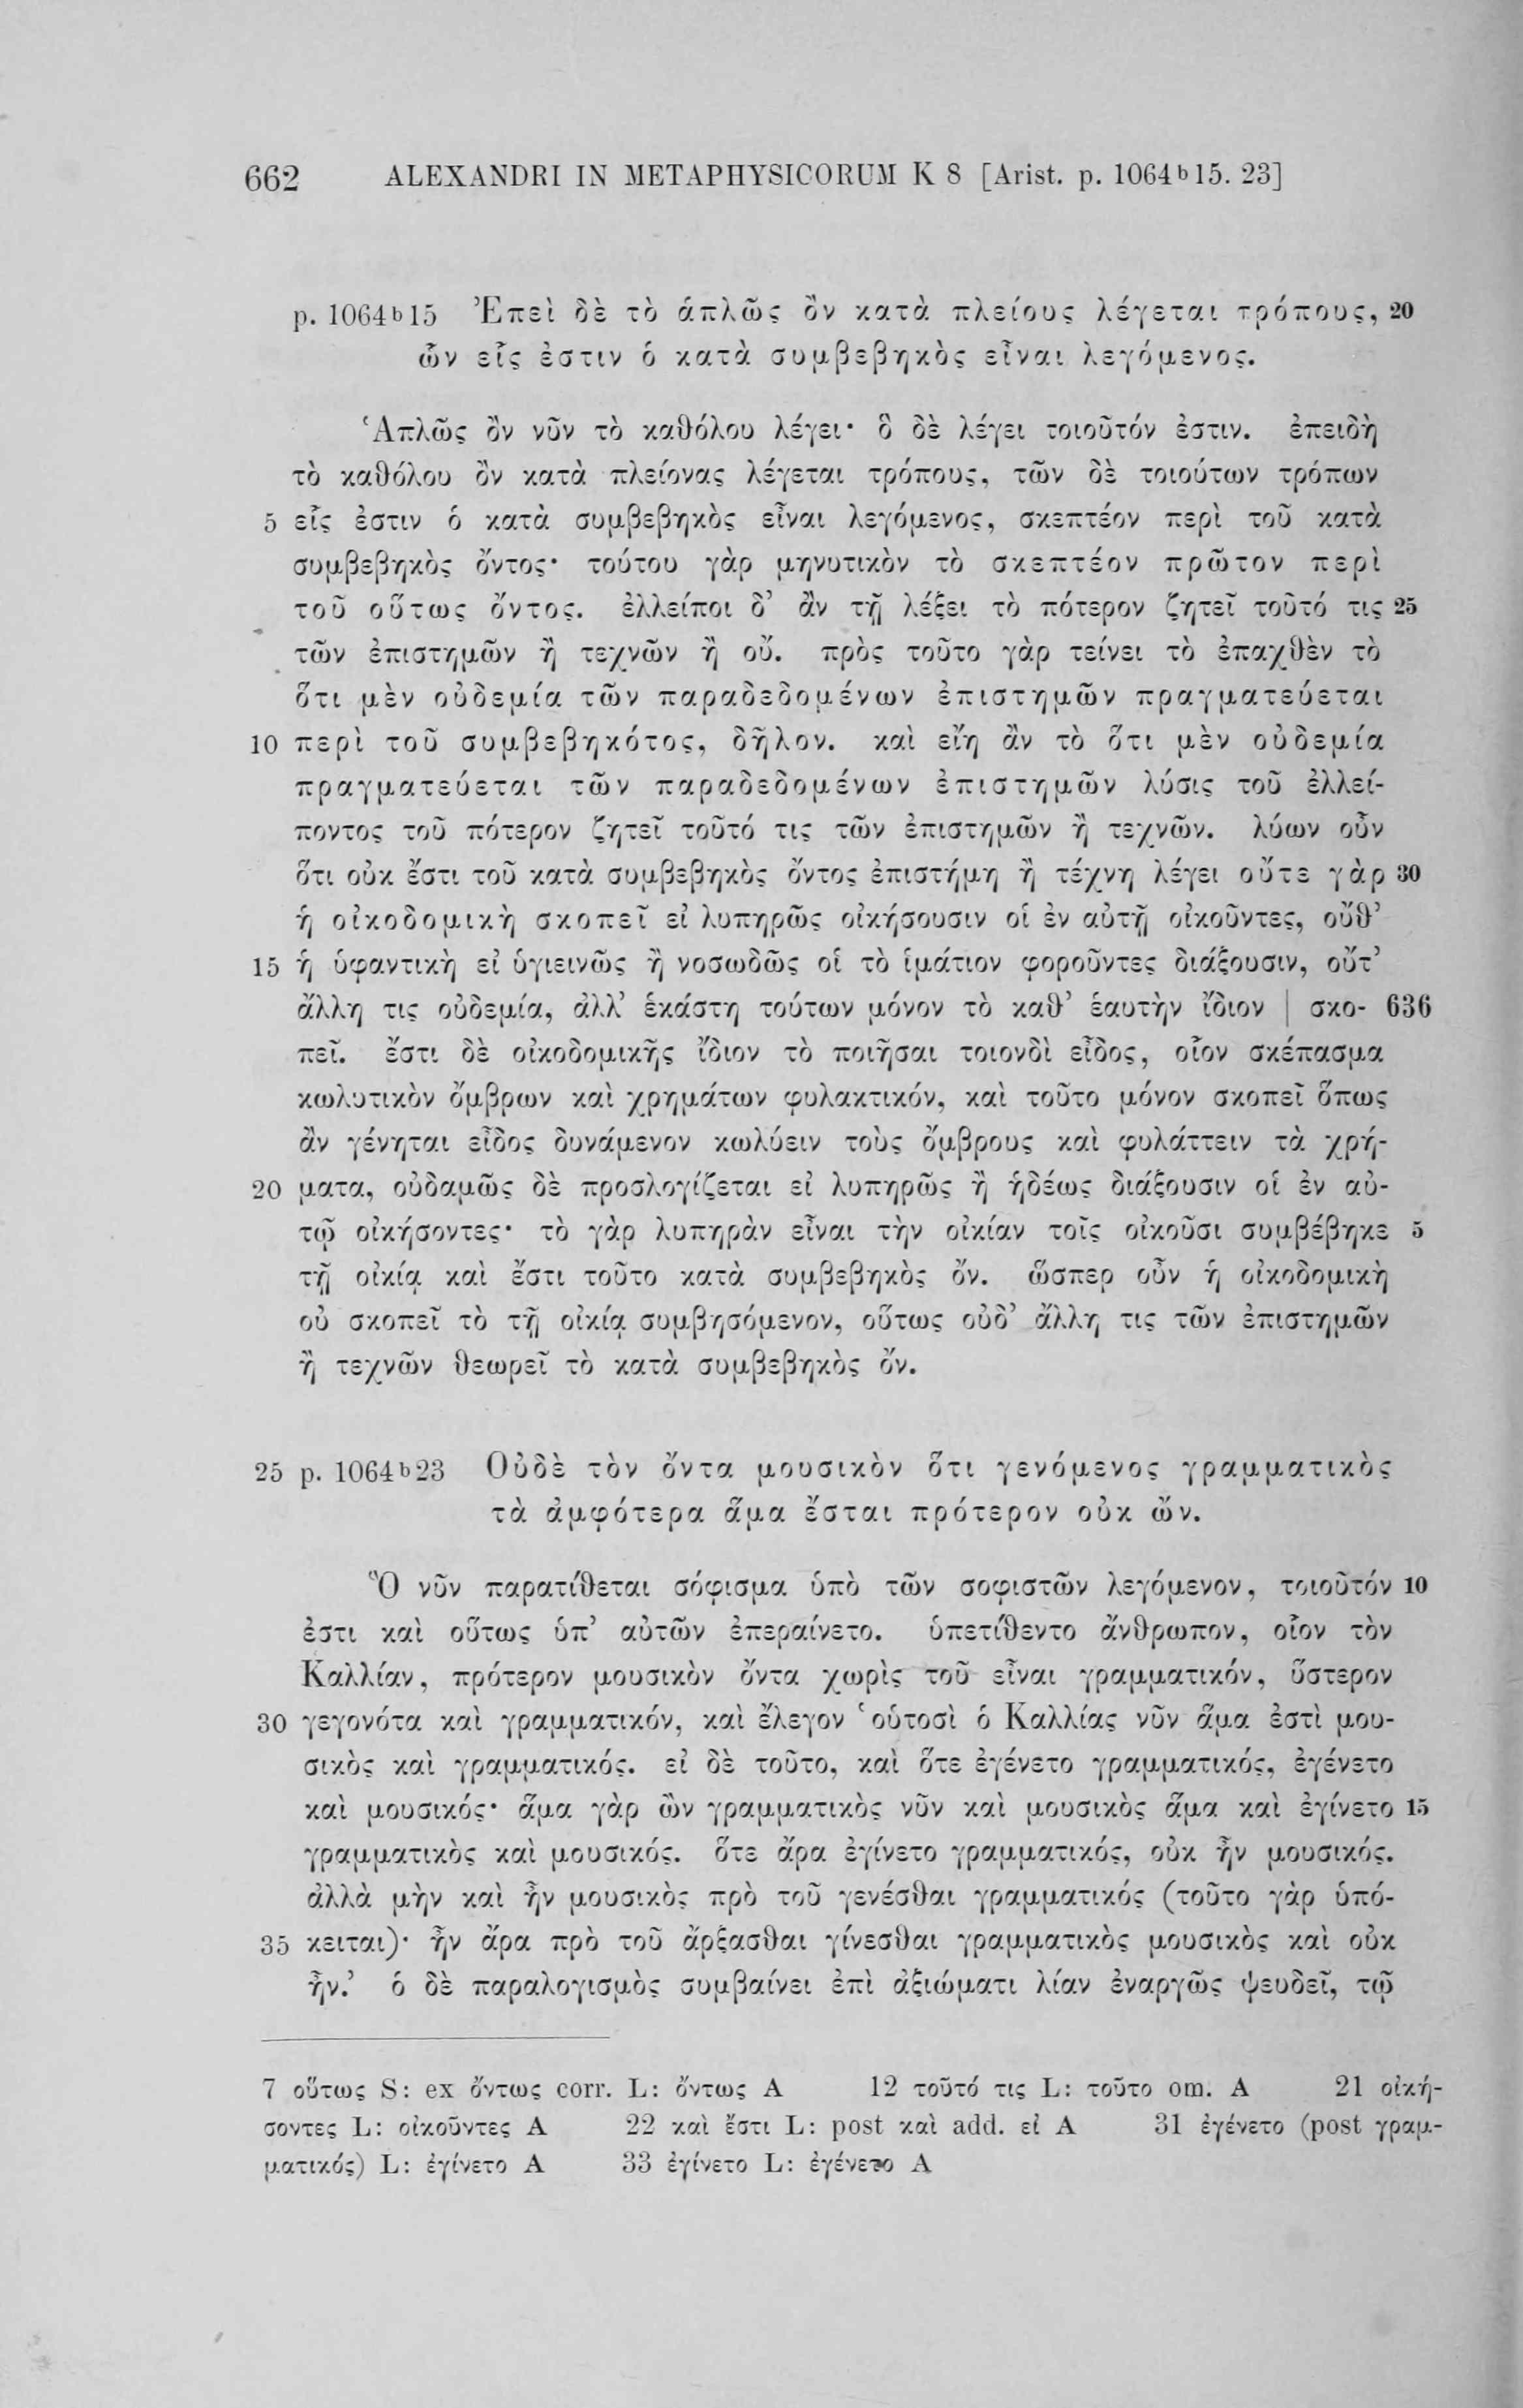 662 ALEXANDRI IN METAPHYSICORUM K 8 [Arist. p. 1064ᵇ15. 23]
p. 1064ᵇ15 Ἐπεὶ δὲ τὸ ἁπλῶς ὂν κατὰ πλείους λέγεται τρόπους, 20
ὧν εἷς ἐστιν ὁ κατὰ συμβεβηκὸς εἶναι λεγόμενος.
Ἁπλῶς ὂν νῦν τὸ καθόλου λέγει· ὃ δὲ λέγει τοιοῦτόν ἐστιν. ἐπειδὴ
τὸ καθόλου ὂν κατὰ πλείονας λέγεται τρόπους, τῶν δὲ τοιούτων τρόπων
5 εἷς ἐστιν ὁ κατὰ συμβεβηκὸς εἶναι λεγόμενος, σκεπτέον περὶ τοῦ κατὰ
συμβεβηκὸς ὄντος· τούτου γὰρ μηνυτικὸν τὸ σκεπτέον πρῶτον περὶ
τοῦ οὕτως ὄντος. ἐλλείποι δ’ ἂν τῇ λέξει τὸ πότερον ζητεῖ τοῦτό τις 25
τῶν ἐπιστημῶν ἢ τεχνῶν ἢ οὔ. πρὸς τοῦτο γὰρ τείνει τὸ ἐπαχθὲν τὸ
ὅτι μὲν οὐδεμία τῶν παραδεδομένων ἐπιστημῶν πραγματεύεται
10 περὶ τοῦ συμβεβηκότος, δῆλον. καὶ εἴη ἂν τὸ ὅτι μὲν οὐδεμία
πραγματεύεται τῶν παραδεδομένων ἐπιστημῶν λύσις τοῦ ἐλλεί-
ποντος τοῦ πότερον ζητεῖ τοῦτό τις τῶν ἐπιστημῶν ἢ τεχνῶν. λύων οὖν
ὅτι οὐκ ἔστι τοῦ κατὰ συμβεβηκὸς ὄντος ἐπιστήμη ἢ τέχνη λέγει οὔτε γὰρ 30
ἡ οἰκοδομικὴ σκοπεῖ εἰ λυπηρῶς οἰκήσουσιν οἱ ἐν αὐτῇ οἰκοῦντες, οὔθ’
15 ἡ ὑφαντικὴ εἰ ὑγιεινῶς ἢ νοσωδῶς οἱ τὸ ἱμάτιον φοροῦντες διάξουσιν, οὔτ’
ἄλλη τις οὐδεμία, ἀλλ’ ἑκάστη τούτων μόνον τὸ καθ’ ἑαυτὴν ἴδιον | σκο- 636
πεῖ. ἔστι δὲ οἰκοδομικῆς ἴδιον τὸ ποιῆσαι τοιονδὶ εἶδος, οἷον σκέπασμα
κωλυτικὸν ὄμβρων καὶ χρημάτων φυλακτικόν, καὶ τοῦτο μόνον σκοπεῖ ὅπως
ἂν γένηται εἶδος δυνάμενον κωλύειν τοὺς ὄμβρους καὶ φυλάττειν τὰ χρή-
20 ματα, οὐδαμῶς δὲ προσλογίζεται εἰ λυπηρῶς ἢ ἡδέως διάξουσιν οἱ ἐν αὐ-
τῷ οἰκήσοντες· τὸ γὰρ λυπηρὰν εἶναι τὴν οἰκίαν τοῖς οἰκοῦσι συμβέβηκε 5
τῇ οἰκίᾳ καὶ ἔστι τοῦτο κατὰ συμβεβηκὸς ὄν. ὥσπερ οὖν ἡ οἰκοδομικὴ
οὐ σκοπεῖ τὸ τῇ οἰκίᾳ συμβησόμενον, οὕτως οὐδ’ ἄλλη τις τῶν ἐπιστημῶν
ἢ τεχνῶν θεωρεῖ τὸ κατὰ συμβεβηκὸς ὄν.
25 p. 1064ᵇ23 Οὐδὲ τὸν ὄντα μουσικὸν ὅτι γενόμενος γραμματικὸς
τὰ ἀμφότερα ἅμα ἔσται πρότερον οὐκ ὤν.
Ὃ νῦν παρατίθεται σόφισμα ὑπὸ τῶν σοφιστῶν λεγόμενον, τοιοῦτόν 10
ἐστι καὶ οὕτως ὑπ’ αὐτῶν ἐπεραίνετο. ὑπετίθεντο ἄνθρωπον, οἷον τὸν
Καλλίαν, πρότερον μουσικὸν ὄντα χωρὶς τοῦ εἶναι γραμματικόν, ὕστερον
30 γεγονότα καὶ γραμματικόν, καὶ ἔλεγον ‘οὑτοσὶ ὁ Καλλίας νῦν ἅμα ἐστὶ μου-
σικὸς καὶ γραμματικός. εἰ δὲ τοῦτο, καὶ ὅτε ἐγένετο γραμματικός, ἐγένετο
καὶ μουσικός· ἅμα γὰρ ὢν γραμματικὸς νῦν καὶ μουσικὸς ἅμα καὶ ἐγίνετο 15
γραμματικὸς καὶ μουσικός. ὅτε ἄρα ἐγίνετο γραμματικός, οὐκ ἦν μουσικός.
ἀλλὰ μὴν καὶ ἦν μουσικὸς πρὸ τοῦ γενέσθαι γραμματικός (τοῦτο γὰρ ὑπό-
35 κειται)· ἦν ἄρα πρὸ τοῦ ἄρξασθαι γίνεσθαι γραμματικὸς μουσικὸς καὶ οὐκ
ἦν.’ ὁ δὲ παραλογισμὸς συμβαίνει ἐπὶ ἀξιώματι λίαν ἐναργῶς ψευδεῖ, τῷ
7 οὕτως S: ex ὄντως corr. L: ὄντως A 12 τοῦτό τις L: τοῦτο om. A 21 οἰκή-
σοντες L: οἰκοῦντες A 22 καὶ ἔστι L: post καὶ add. εἰ A 31 ἐγένετο (post γραμ-
ματικός) L: ἐγίνετο A 33 ἐγίνετο L: ἐγένετο A